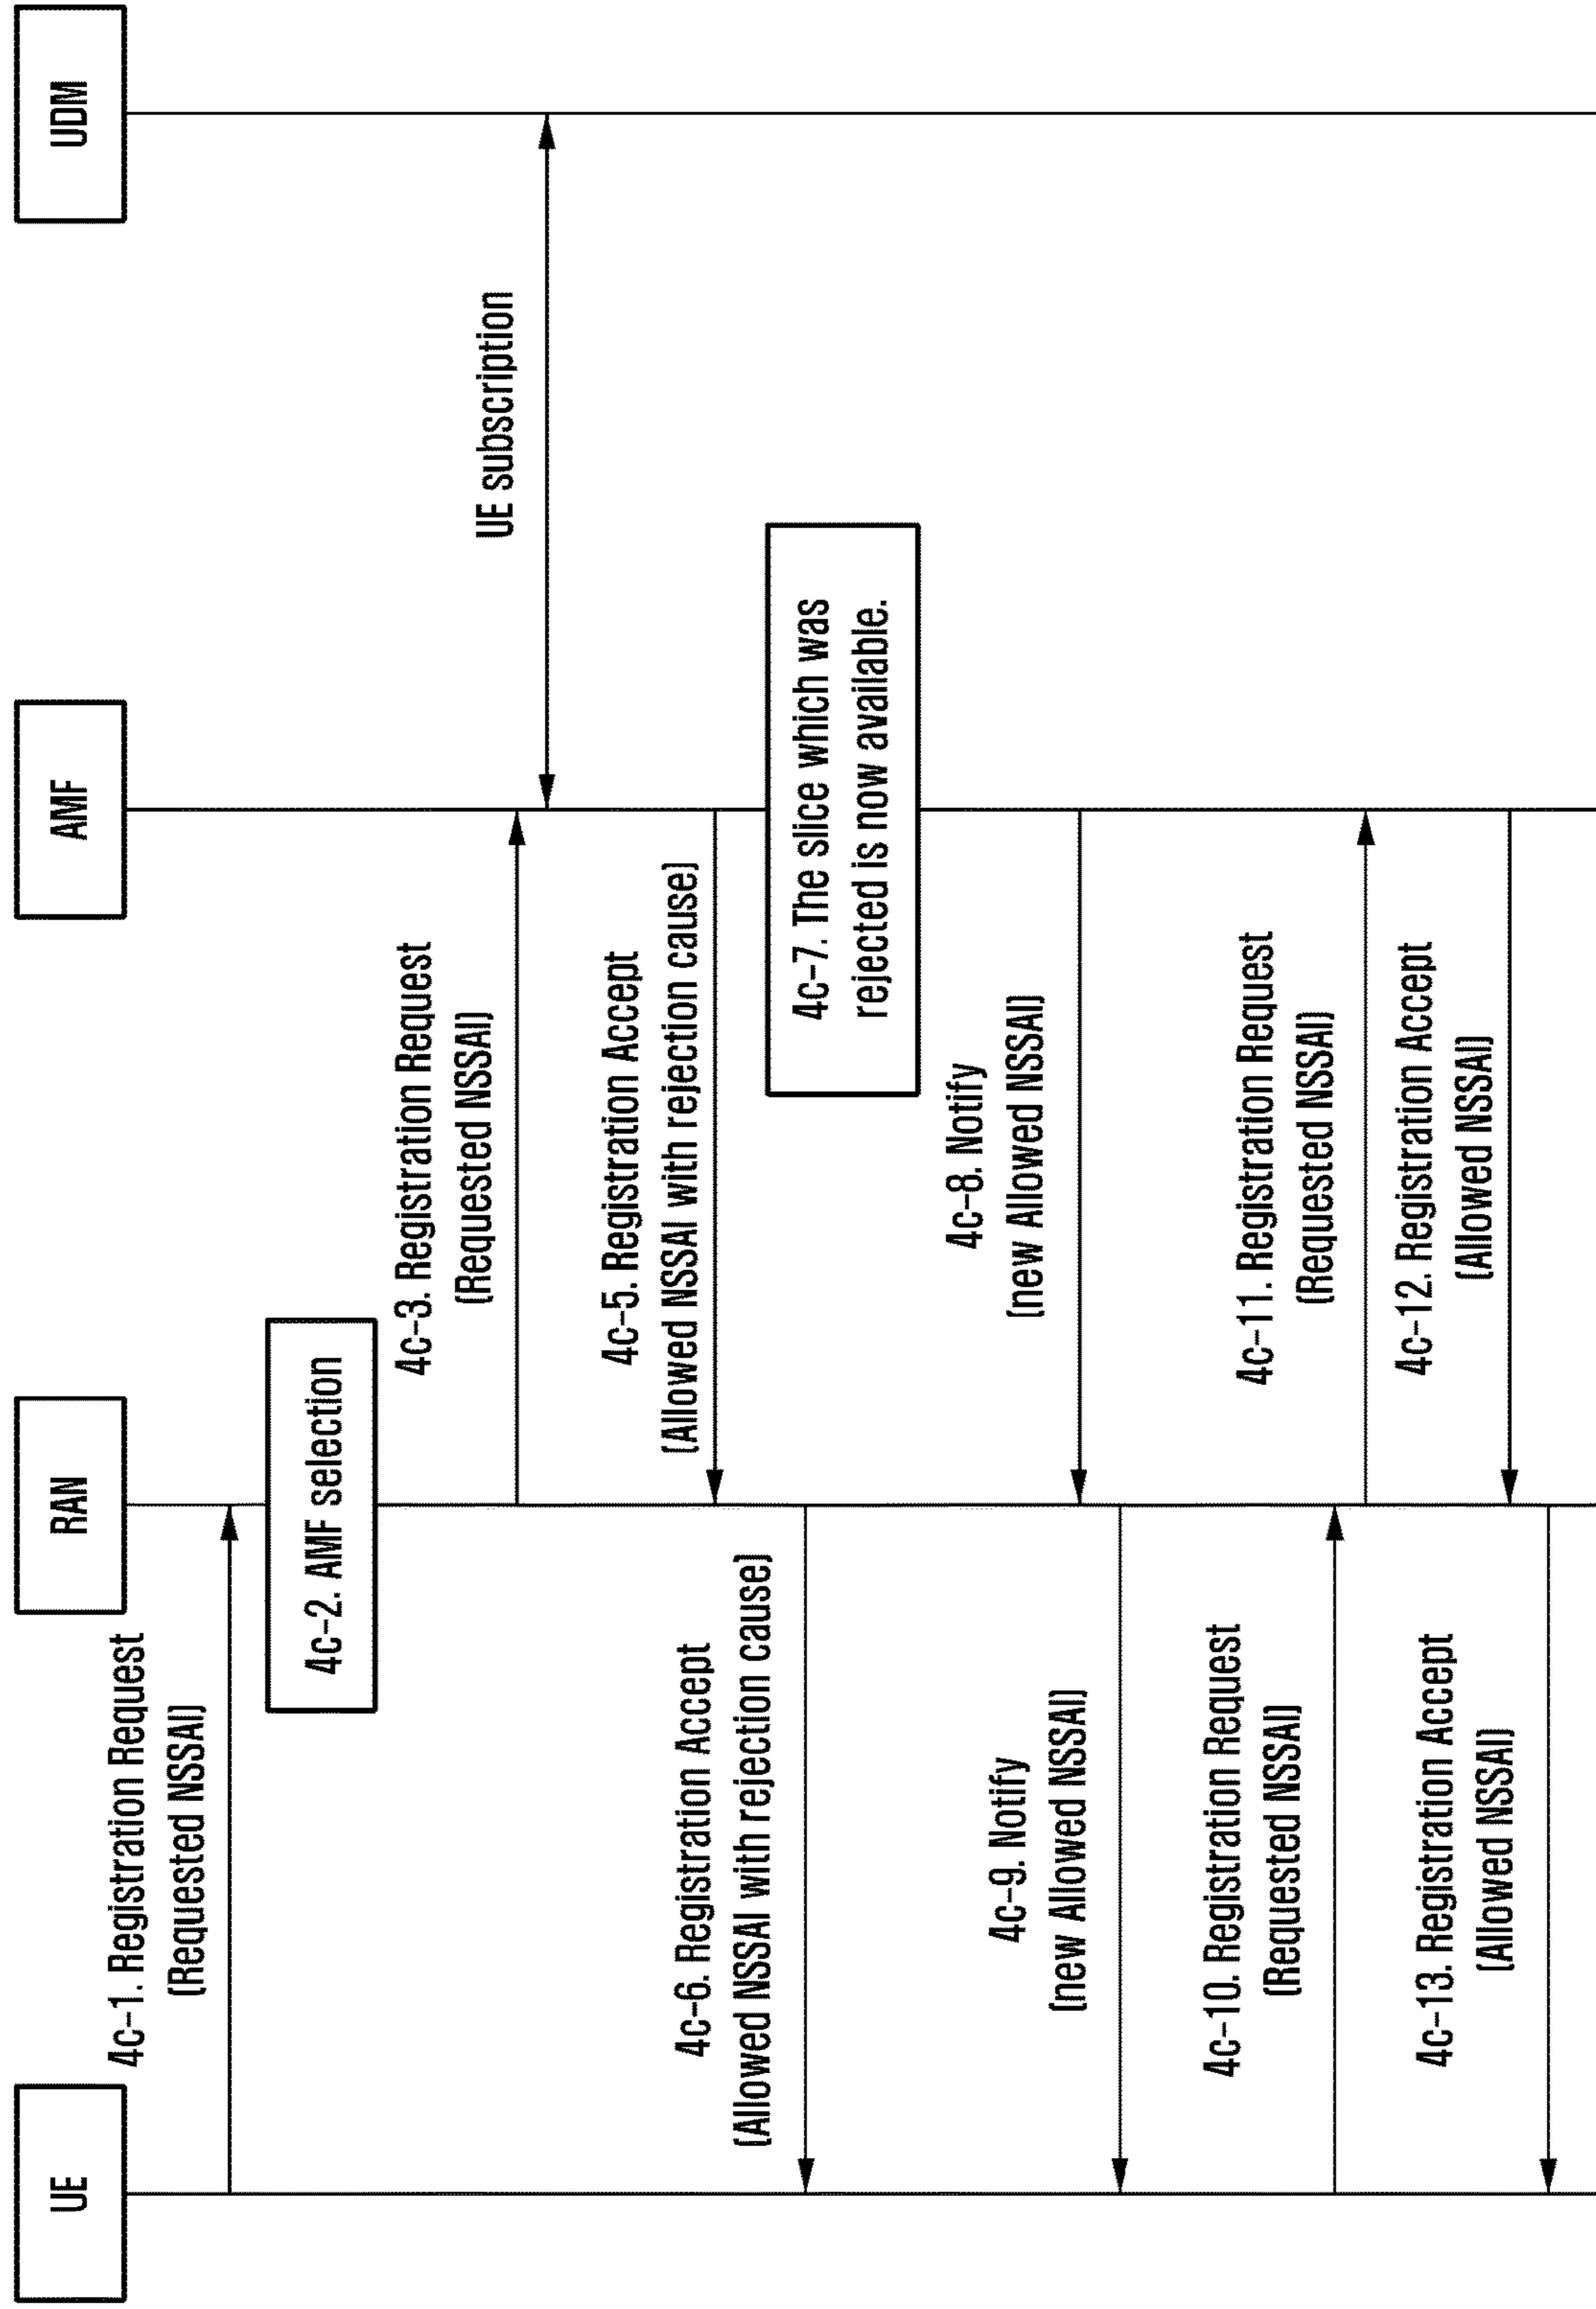 UE
RAN
AMF
UDM
4c-1. Registration Request
(Requested NSSAI)
4c-2. AMF selection
4c-3. Registration Request
(Requested NSSAI)
UE subscription
4c-5. Registration Accept
(Allowed NSSAI with rejection cause)
4c-6. Registration Accept
(Allowed NSSAI with rejection cause)
4c-7. The slice which was
rejected is now available.
4c-8. Notify
(new Allowed NSSAI)
4c-9. Notify
(new Allowed NSSAI)
4c-10. Registration Request
(Requested NSSAI)
4c-11. Registration Request
(Requested NSSAI)
4c-12. Registration Accept
(Allowed NSSAI)
4c-13. Registration Accept
(Allowed NSSAI)